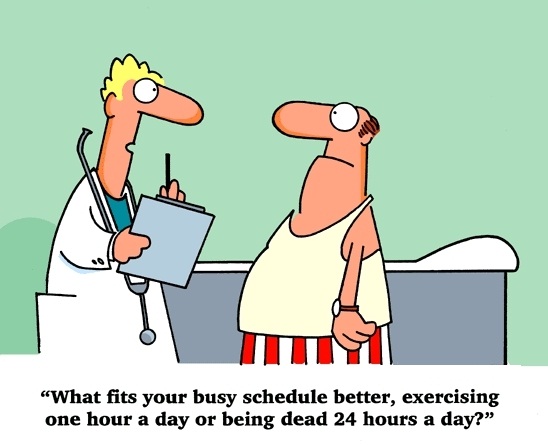 “What fits your busy schedule better, exercising
one hour a day or being dead 24 hours a day?”